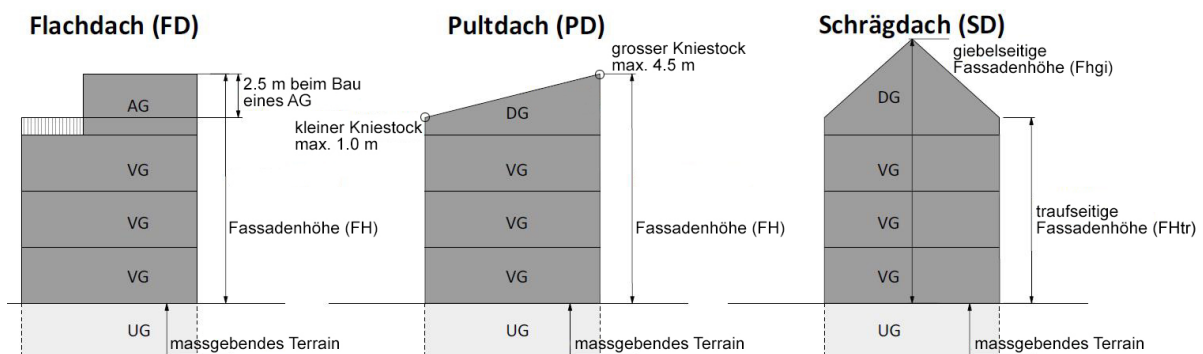 Flachdach (FD)
2.5 m beim Bau
eines AG
AG
VG
VG
VG
Fassadenhöhe (FH)
UG
massgebendes Terrain
Pultdach (PD)
grosser Kniestock
max. 4.5 m
DG
kleiner Kniestock
max. 1.0 m
VG
VG
VG
Fassadenhöhe (FH)
UG
massgebendes Terrain
Schrägdach (SD)
giebelseitige
Fassadenhöhe (Fhgi)
DG
VG
VG
VG
traufseitige
Fassadenhöhe (FHtr)
UG
massgebendes Terrain